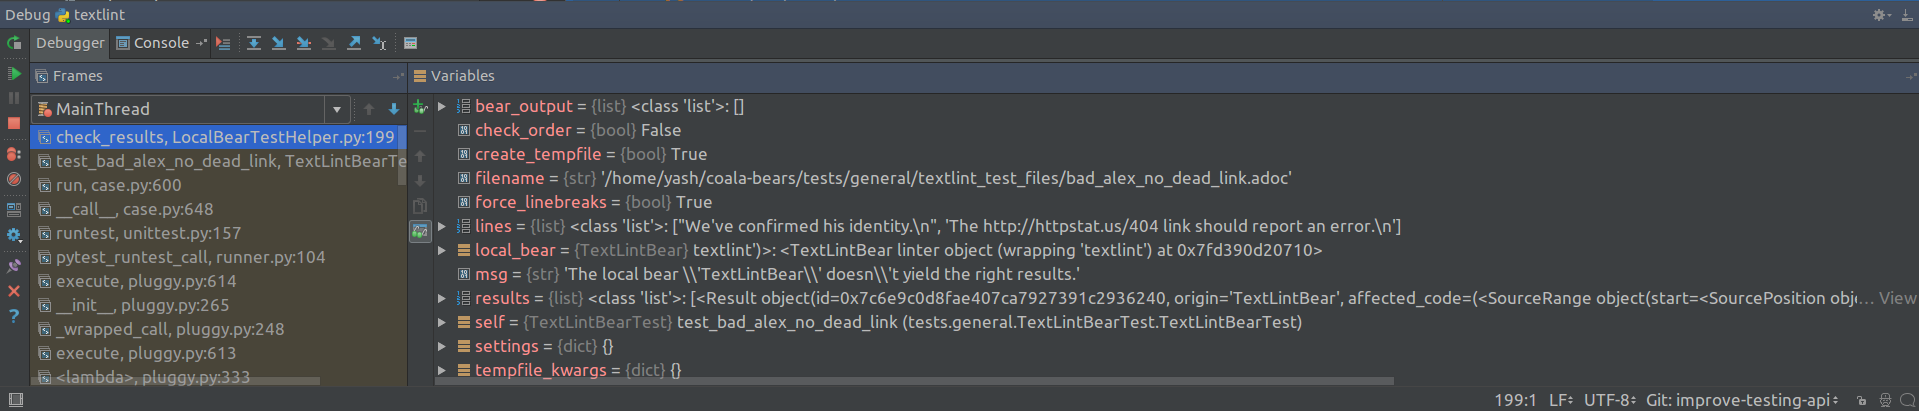 Debug textlint
Debugger Console
Frames
Variables
MainThread
check_results, LocalBearTestHelper.py:199
test_bad_alex_no_dead_link, TextLintBearTe
run, case.py:600
__call__, case.py:648
runtest, unittest.py:157
pytest_runtest_call, runner.py:104
execute, pluggy.py:614
__init__, pluggy.py:265
_wrapped_call, pluggy.py:248
execute, pluggy.py:613
<lambda>, pluggy.py:333
bear_output = {list} <class 'list'>: []
check_order = {bool} False
create_tempfile = {bool} True
filename = {str} '/home/yash/coala-bears/tests/general/textlint_test_files/bad_alex_no_dead_link.adoc'
force_linebreaks = {bool} True
lines = {list} <class 'list'>: ["We've confirmed his identity.\n", 'The http://httpstat.us/404 link should report an error.\n']
local_bear = {TextLintBear} textlint')>: <TextLintBear linter object (wrapping 'textlint') at 0x7fd390d20710>
msg = {str} 'The local bear \\'TextLintBear\\' doesn\\'t yield the right results.'
results = {list} <class 'list'>: [<Result object(id=0x7c6e9c0d8fae407ca7927391c2936240, origin='TextLintBear', affected_code=(<SourceRange object(start=<SourcePosition obje… View
self = {TextLintBearTest} test_bad_alex_no_dead_link (tests.general.TextLintBearTest.TextLintBearTest)
settings = {dict} {}
tempfile_kwargs = {dict} {}
199:1 LF UTF-8 Git: improve-testing-api